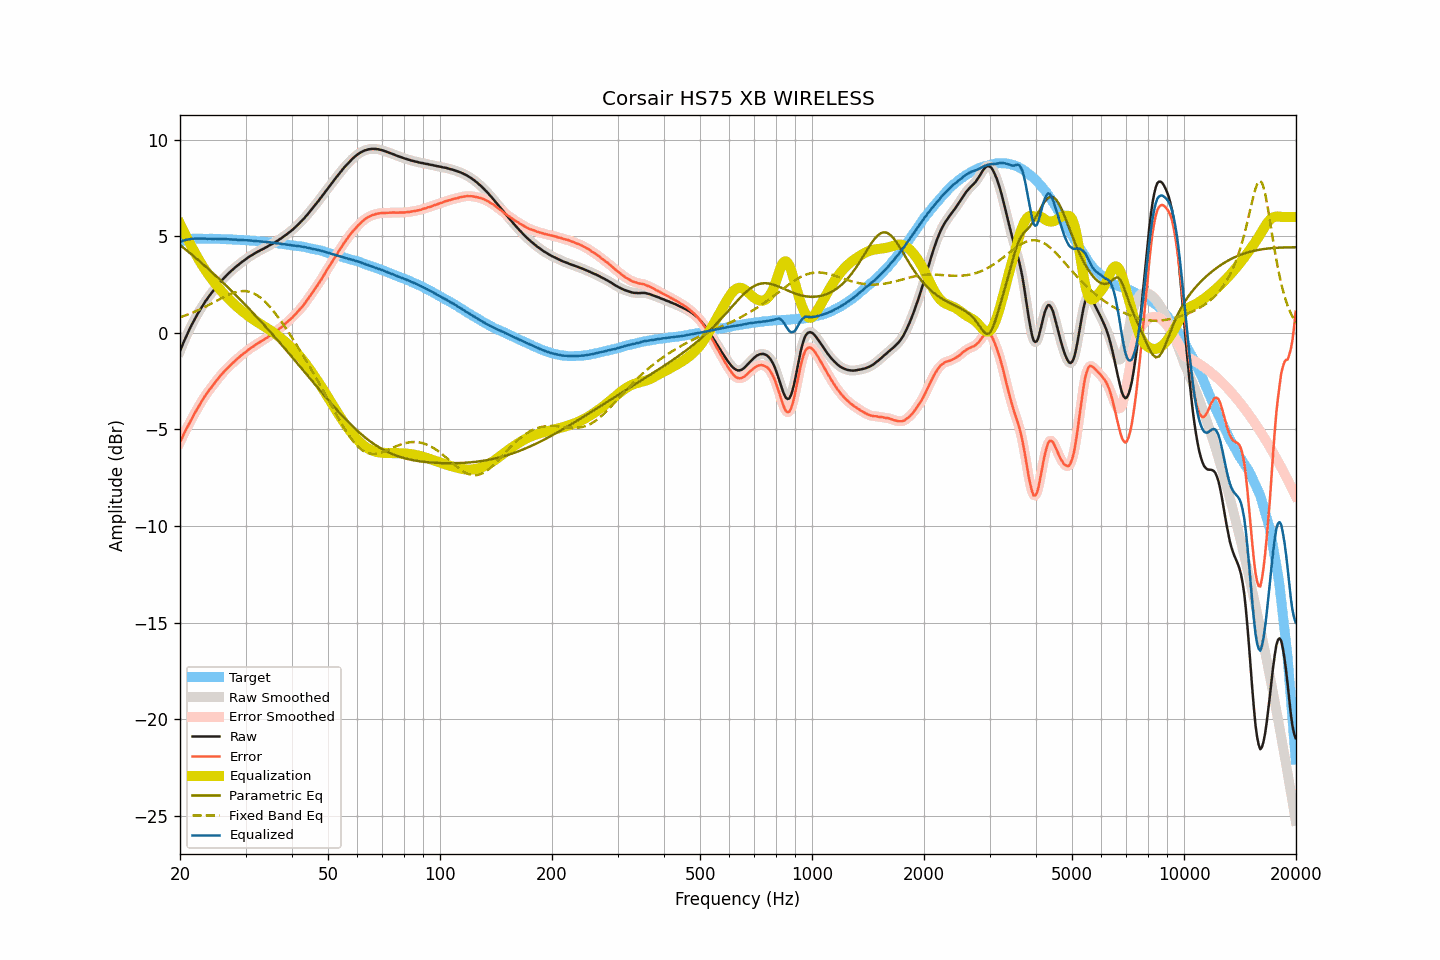 Corsair HS75 XB WIRELESS
Amplitude (dBr)
10
5
0
−5
−10
−15
−20
−25
Target
Raw Smoothed
Error Smoothed
Raw
Error
Equalization
Parametric Eq
Fixed Band Eq
Equalized
20 50 100 200 500 1000 2000 5000 10000 20000
Frequency (Hz)